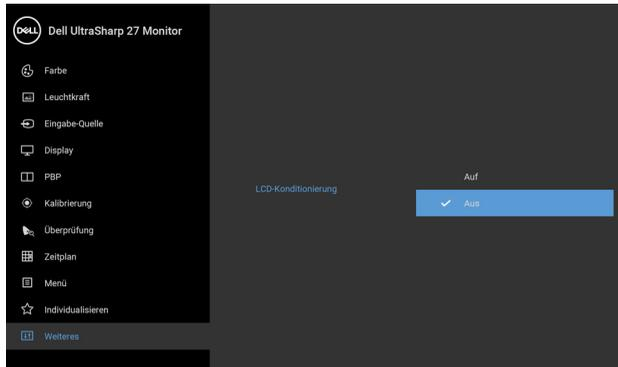 DELL Dell UltraSharp 27 Monitor
Farbe
Leuchtkraft
Eingabe-Quelle
Display
PBP
Kalibrierung
Überprüfung
Zeitplan
Menü
Individualisieren
Weiteres
LCD-Konditionierung
Auf
Aus